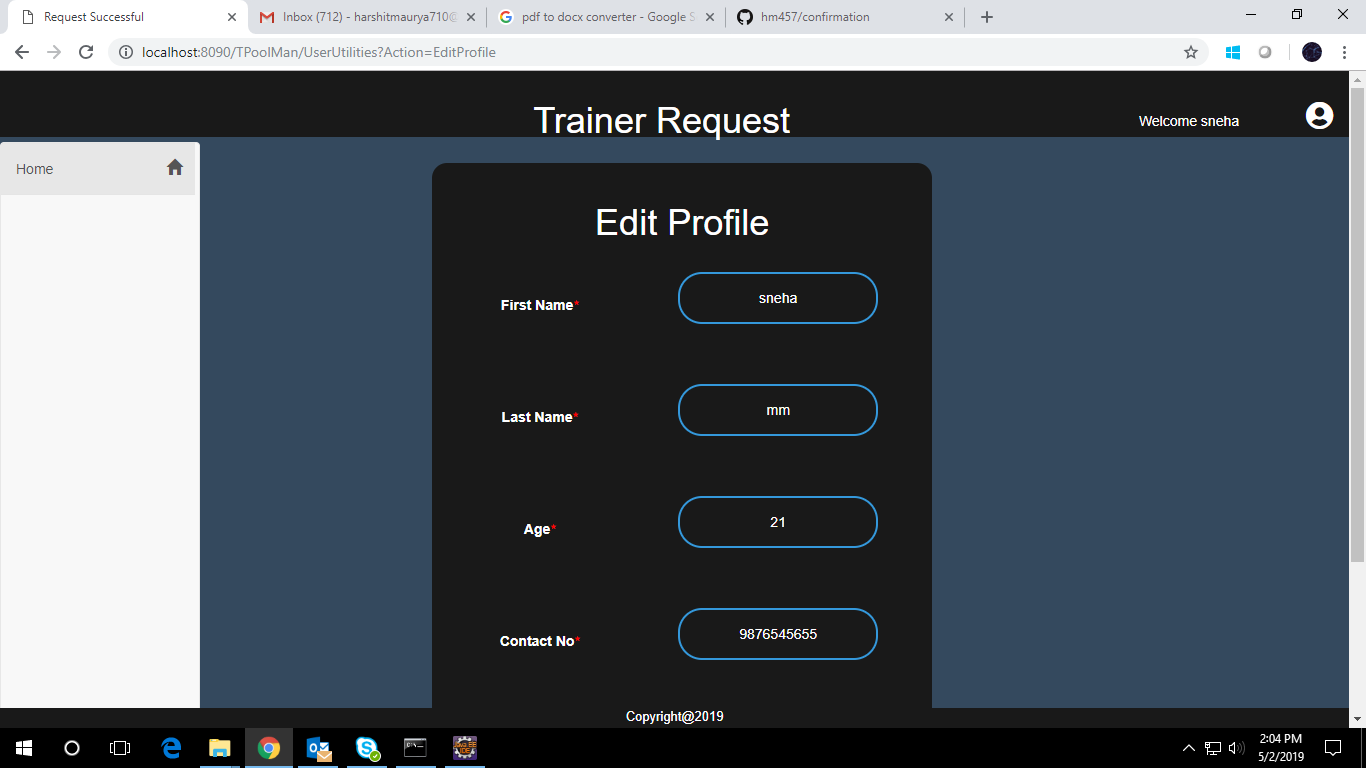 Request Successful
Inbox (712) - harshitmaurya710@
pdf to docx converter - Google S
hm457/confirmation
localhost:8090/TPoolMan/UserUtilities?Action=EditProfile
Trainer Request
Welcome sneha
Home
Edit Profile
First Name*
sneha
Last Name*
mm
Age*
21
Contact No*
9876545655
Copyright@2019
2:04 PM
5/2/2019